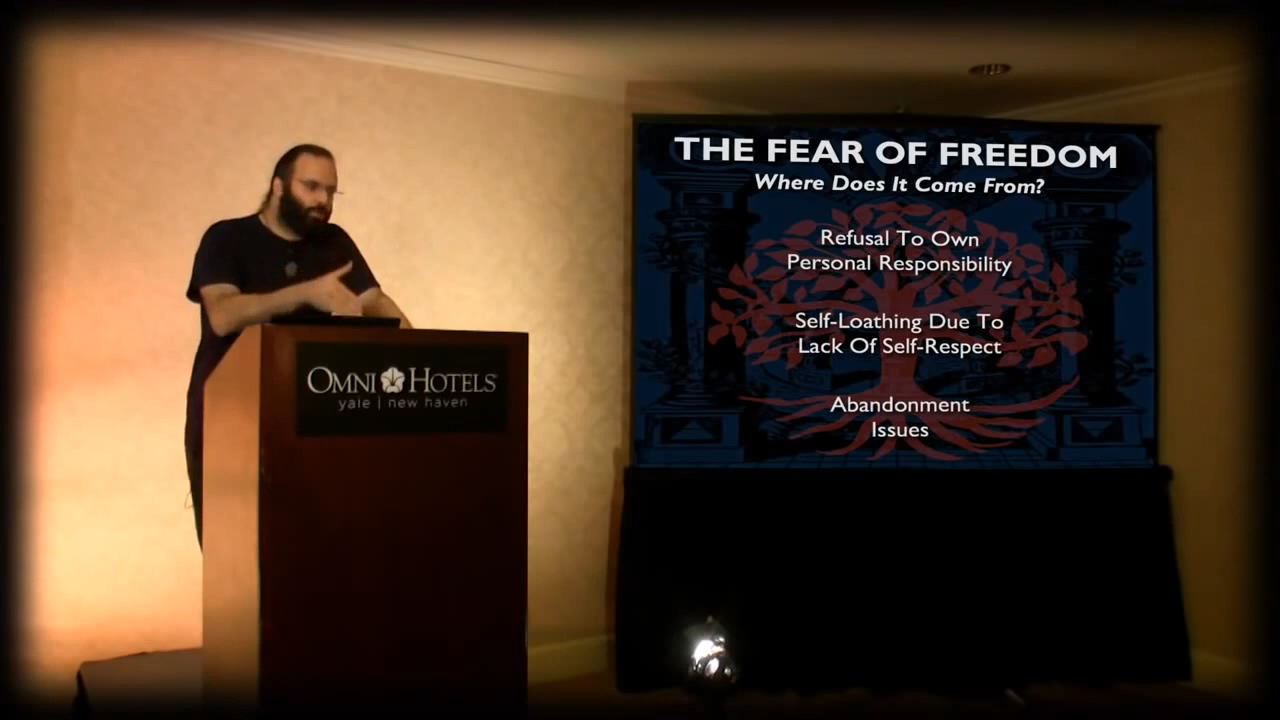 OMNI HOTELS
yale | new haven
THE FEAR OF FREEDOM
Where Does It Come From?
Refusal To Own
Personal Responsibility
Self-Loathing Due To
Lack Of Self-Respect
Abandonment
Issues